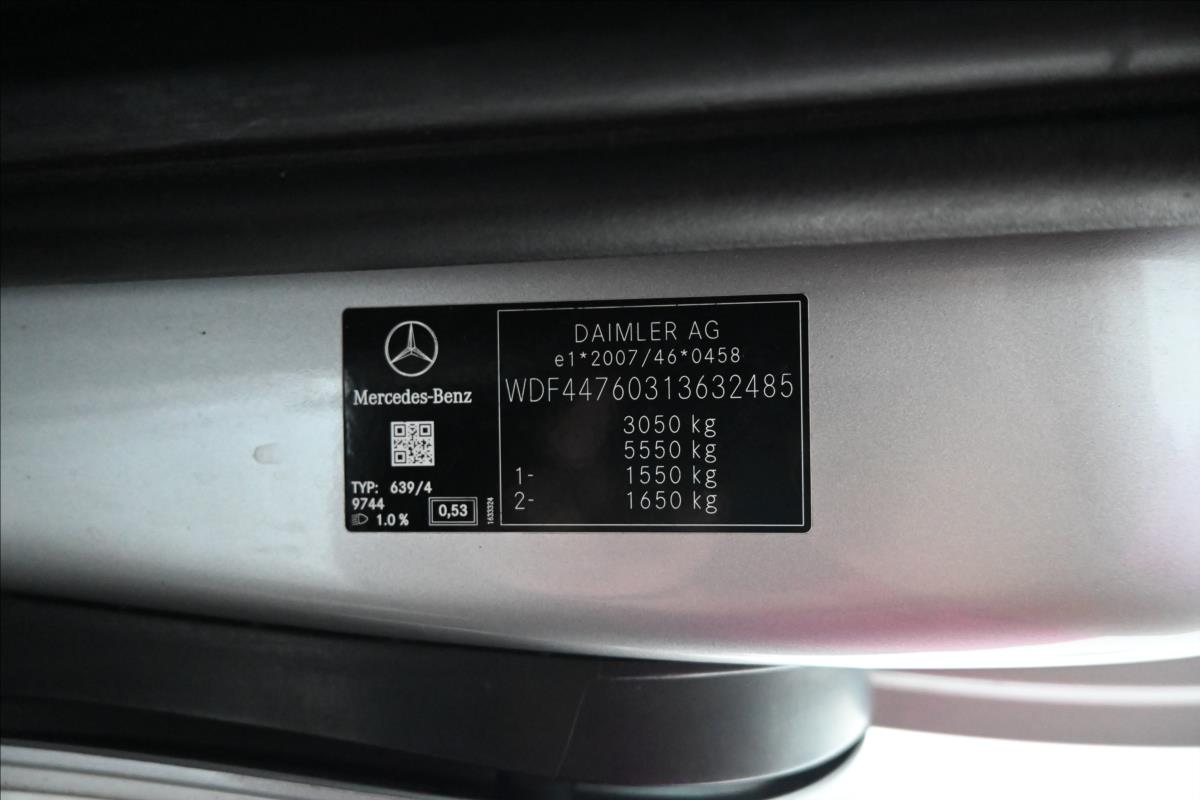 Mercedes-Benz
TYP: 639/4
9744
1.0 %
0,53
1633324
DAIMLER AG
e1*2007/46*0458
WDF44760313632485
3050 kg
5550 kg
1- 1550 kg
2- 1650 kg